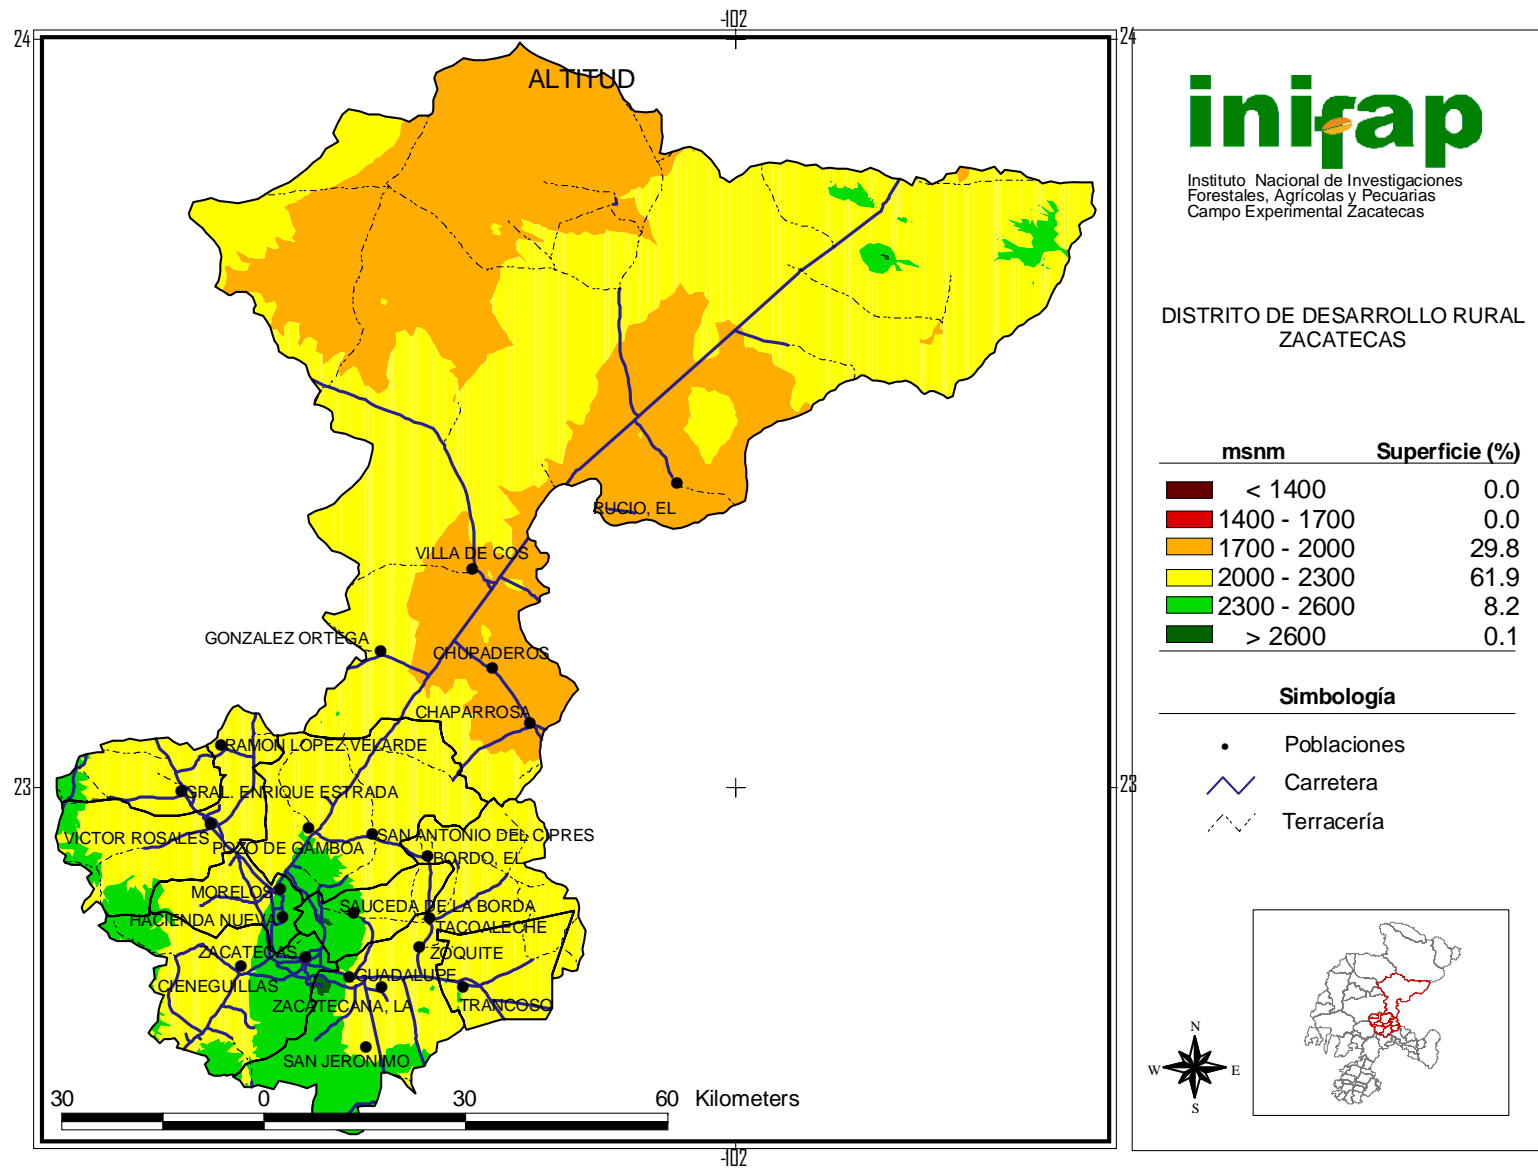 -102
24
24
ALTITUD
RUCIO, EL
VILLA DE COS
GONZALEZ ORTEGA
CHUPADEROS
CHAPARROSA
RAMON LOPEZ VELARDE
23
23
GRAL. ENRIQUE ESTRADA
VICTOR ROSALES
POZO DE GAMBOA
SAN ANTONIO DEL CIPRES
BORDO, EL
MORELOS
HACIENDA NUEVA
SAUCEDA DE LA BORDA
TACOALECHE
ZACATECAS
ZOQUITE
CIENEGUILLAS
GUADALUPE
ZACATECANA, LA
TRANCOSO
SAN JERONIMO
30 0 30 60 Kilometers
-102
inifap
Instituto Nacional de Investigaciones
Forestales, Agrícolas y Pecuarias
Campo Experimental Zacatecas
DISTRITO DE DESARROLLO RURAL
ZACATECAS
msnm Superficie (%)
< 1400 0.0
1400 - 1700 0.0
1700 - 2000 29.8
2000 - 2300 61.9
2300 - 2600 8.2
> 2600 0.1
Simbología
Poblaciones
Carretera
Terracería
N
W E
S